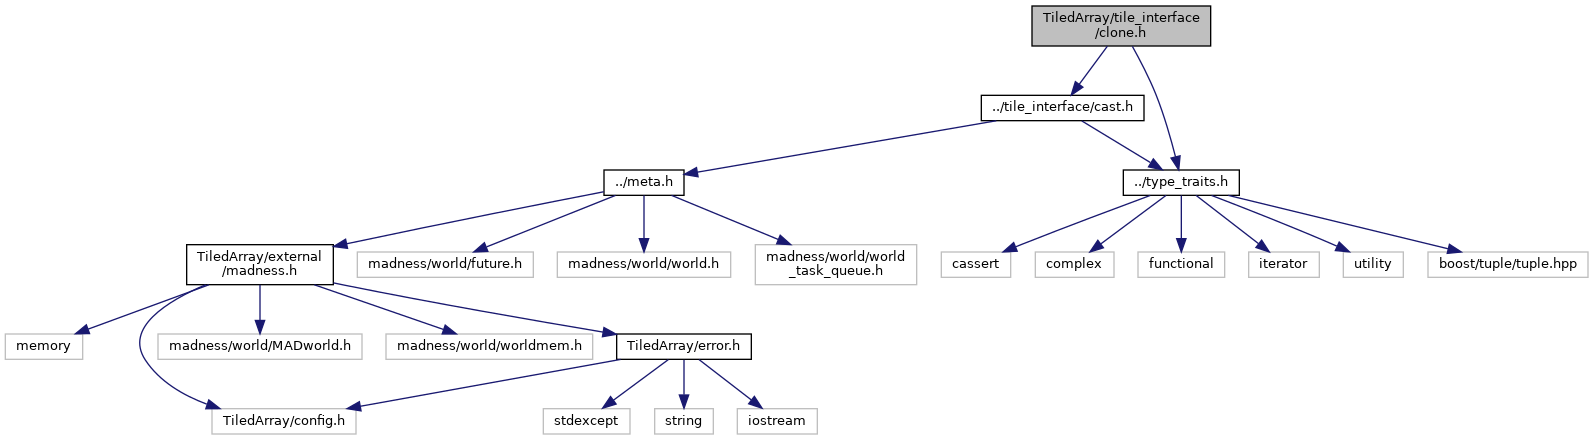 TiledArray/tile_interface
/clone.h
../tile_interface/cast.h
../meta.h
../type_traits.h
TiledArray/external
/madness.h
madness/world/future.h
madness/world/world.h
madness/world/world
_task_queue.h
cassert
complex
functional
iterator
utility
boost/tuple/tuple.hpp
memory
madness/world/MADworld.h
madness/world/worldmem.h
TiledArray/error.h
TiledArray/config.h
stdexcept
string
iostream